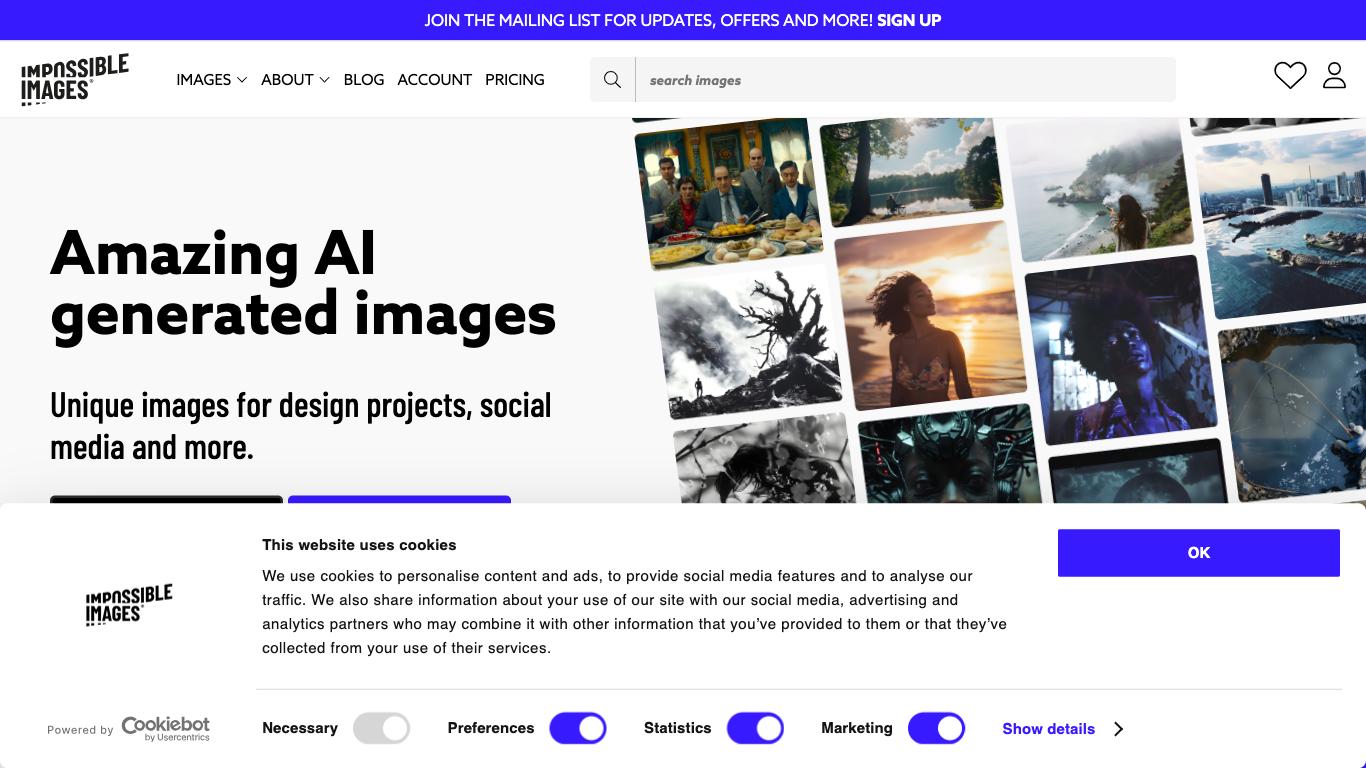 JOIN THE MAILING LIST FOR UPDATES, OFFERS AND MORE! SIGN UP
IMPOSSIBLE
IMAGES®
IMAGES
ABOUT
BLOG
ACCOUNT
PRICING
search images
Amazing AI
generated images
Unique images for design projects, social
media and more.
This website uses cookies
OK
We use cookies to personalise content and ads, to provide social media features and to analyse our
traffic. We also share information about your use of our site with our social media, advertising and
analytics partners who may combine it with other information that you’ve provided to them or that they’ve
collected from your use of their services.
IMPOSSIBLE
IMAGES®
Powered by Cookiebot
by Usercentrics
Necessary
Preferences
Statistics
Marketing
Show details